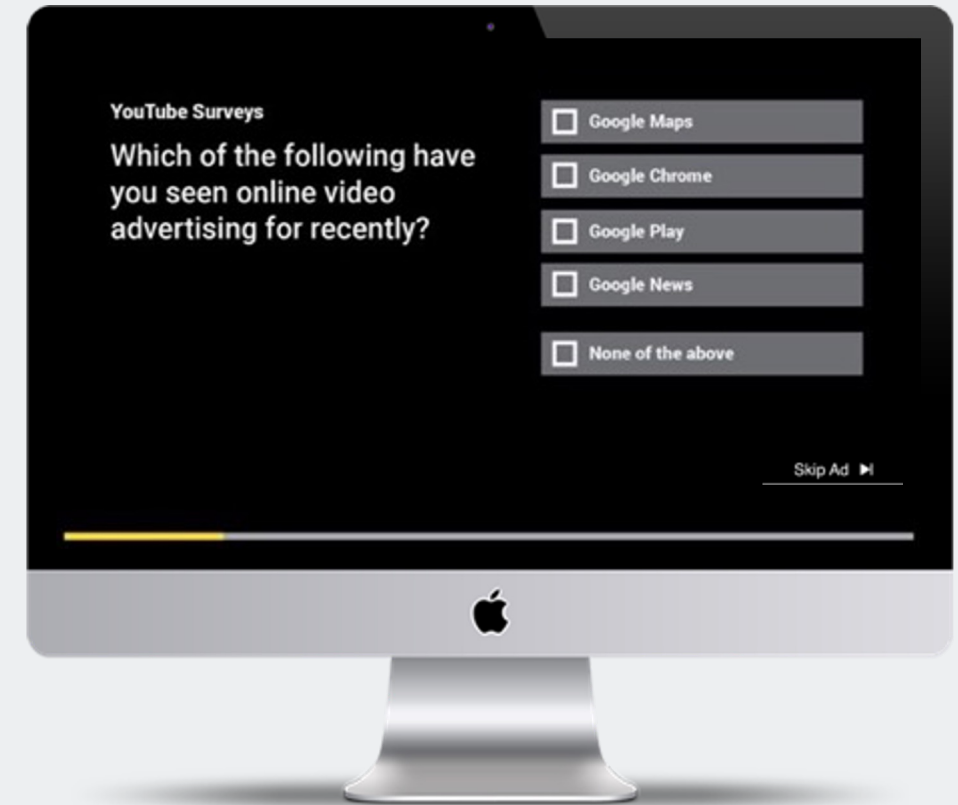 YouTube Surveys
Which of the following have
you seen online video
advertising for recently?
Google Maps
Google Chrome
Google Play
Google News
None of the above
Skip Ad